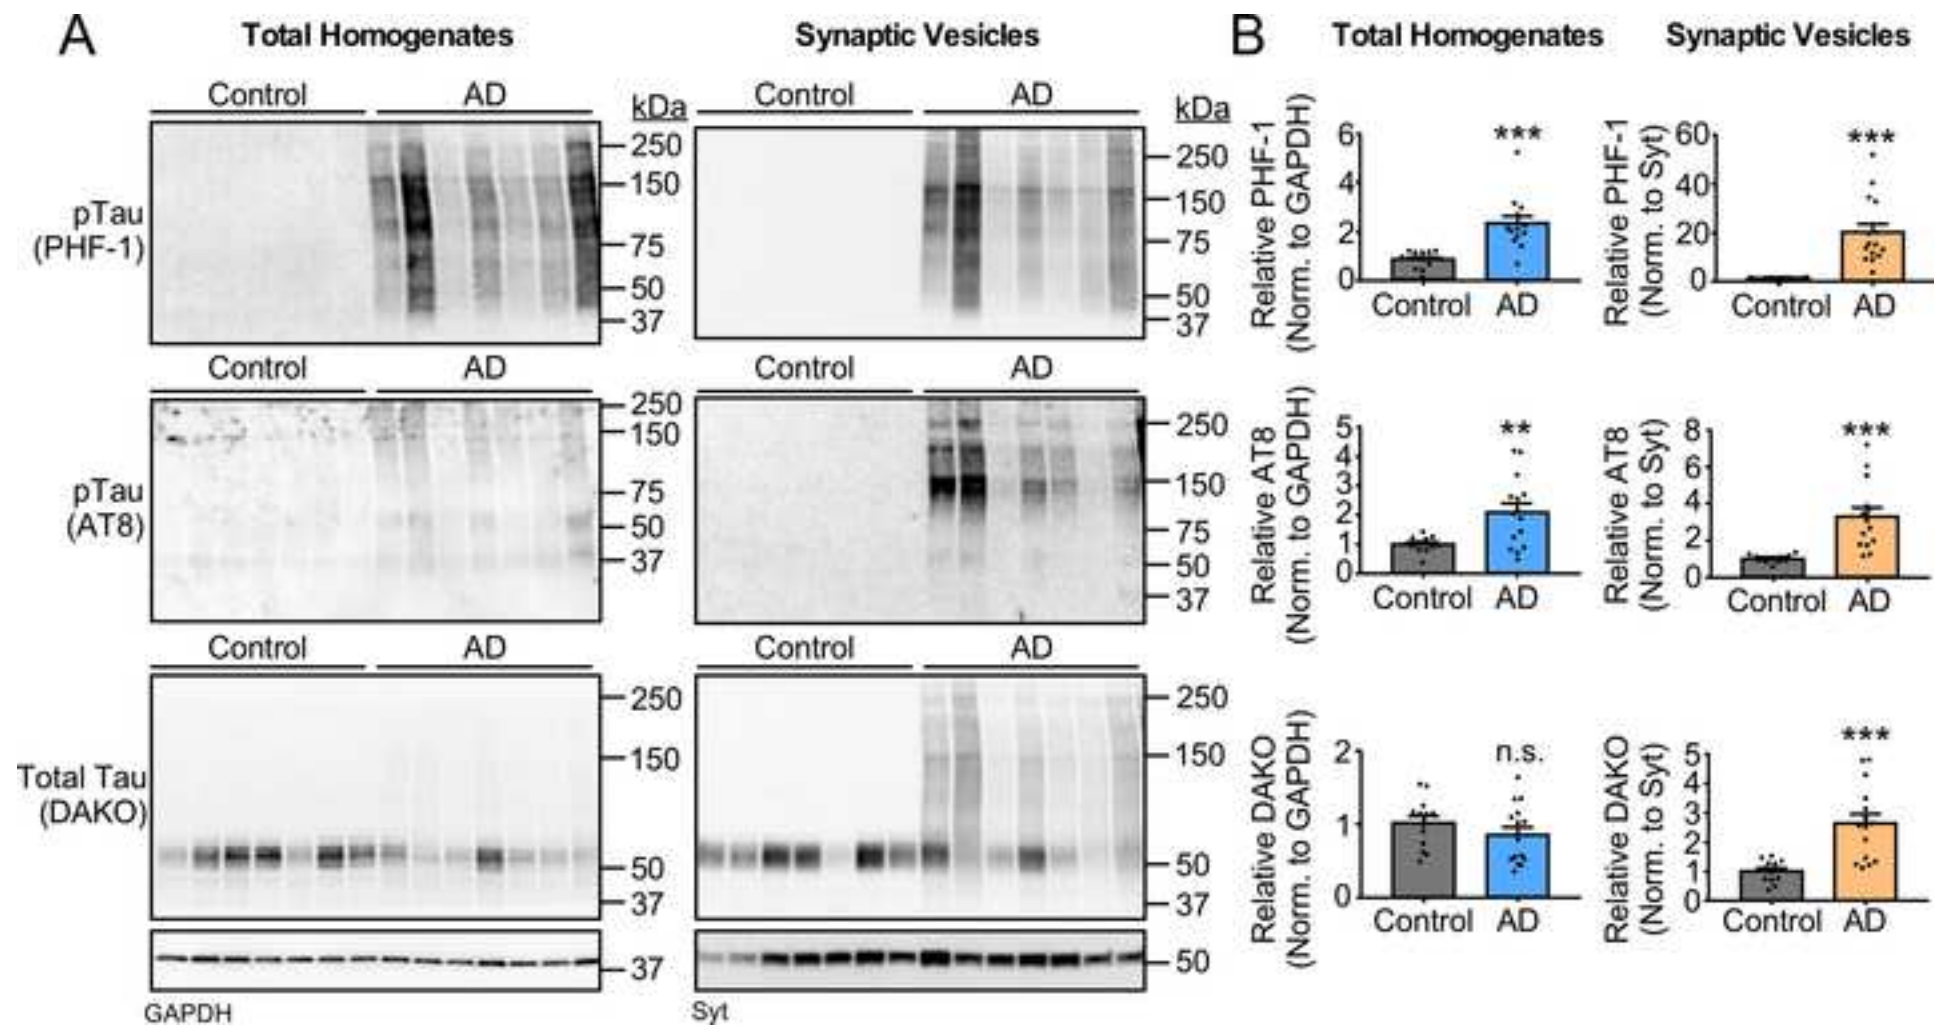 A
Total Homogenates
Synaptic Vesicles
Control
AD
kDa
Control
AD
kDa
pTau
(PHF-1)
250
150
75
50
37
250
150
75
50
37
Control
AD
Control
AD
pTau
(AT8)
250
150
75
50
37
250
150
75
50
37
Control
AD
Control
AD
Total Tau
(DAKO)
250
150
50
37
250
150
50
37
37
50
GAPDH
Syt
B
Total Homogenates
Synaptic Vesicles
Relative PHF-1
(Norm. to GAPDH)
6
4
2
0
***
Control
AD
Relative PHF-1
(Norm. to Syt)
60
40
20
0
***
Control
AD
Relative AT8
(Norm. to GAPDH)
5
4
3
2
1
0
**
Control
AD
Relative AT8
(Norm. to Syt)
8
6
4
2
0
***
Control
AD
Relative DAKO
(Norm. to GAPDH)
2
1
0
n.s.
Control
AD
Relative DAKO
(Norm. to Syt)
5
4
3
2
1
0
***
Control
AD